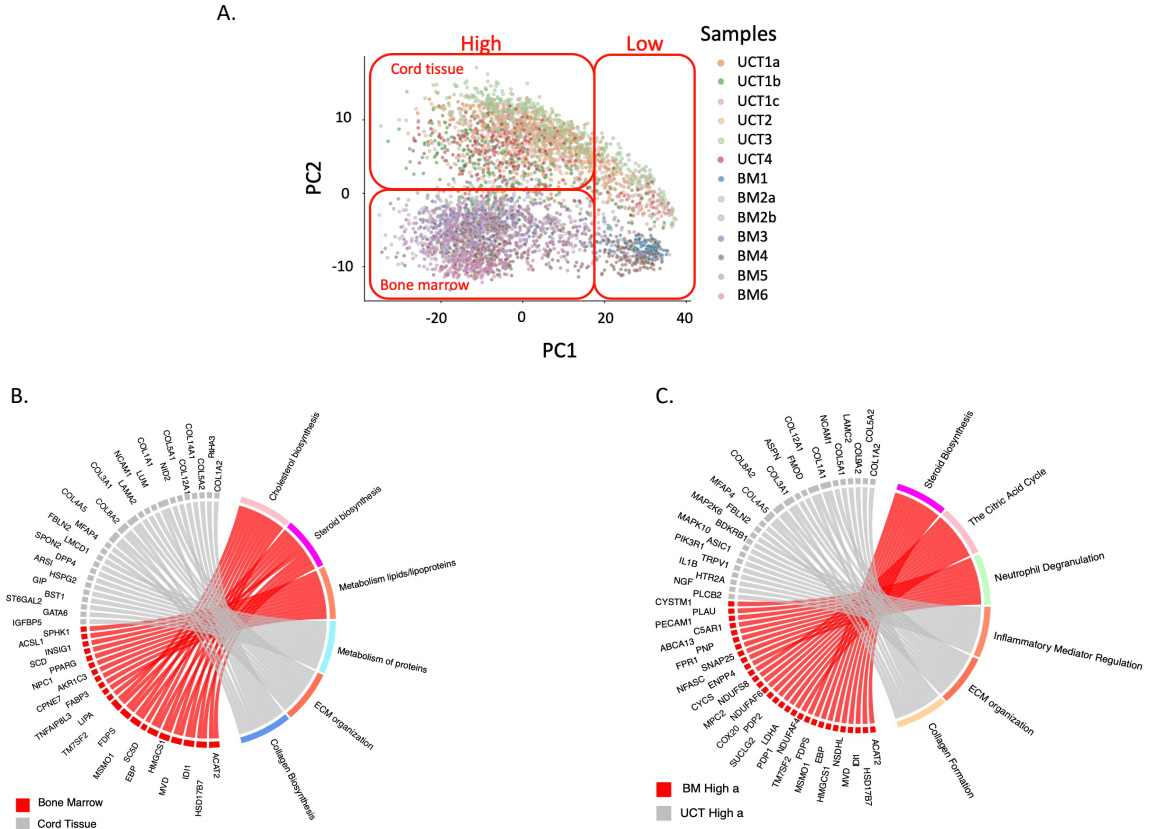 A.
High
Low
Samples
Cord tissue
Bone marrow
PC2
10
0
-10
-20
0
20
40
PC1
UCT1a
UCT1b
UCT1c
UCT2
UCT3
UCT4
BM1
BM2a
BM2b
BM3
BM4
BM5
BM6
B.
COL1A2
COL5A2
COL14A1
COL12A1
COL5A1
NID2
COL1A1
LUM
NCAM1
LAMA2
COL3A1
COL8A2
COL4A5
MFAP4
FBLN2
LMCD1
SPON2
DPP4
ARSI
HSPG2
GIP
BST1
ST6GAL2
GATA6
IGFBP5
SPHK1
ACSL1
INSIG1
SCD
PPARG
NPC1
AKR1C3
CPNE7
FABP3
TNFAIP8L3
LIPA
TM7SF2
FDPS
MSMO1
SC5D
EBP
HMGCS1
MVD
IDI1
HSD17B7
ACAT2
Cholesterol biosynthesis
Steroid biosynthesis
Metabolism lipids/lipoproteins
Metabolism of proteins
ECM organization
Collagen Biosynthesis
Bone Marrow
Cord Tissue
C.
COL1A2
COL5A2
COL9A2
LAMC2
COL5A1
NCAM1
COL1A1
COL12A1
FMOD
ASPN
COL3A1
COL8A2
COL4A5
MFAP4
FBLN2
MAP2K6
BDKRB1
MAPK10
ASIC1
PIK3R1
TRPV1
IL1B
HTR2A
NGF
PLCB2
CYSTM1
PLAU
PECAM1
C5AR1
ABCA13
PNP
FPR1
SNAP25
NFASC
ENPP4
CYCS
NDUFS8
MPC2
NDUFAF6
COX20
PDP2
SUCLG2
LDHA
PDP1
NDUFAF4
TM7SF2
FDPS
MSMO1
EBP
HMGCS1
NSDHL
MVD
IDI1
HSD17B7
ACAT2
Steroid Biosynthesis
The Citric Acid Cycle
Neutrophil Degranulation
Inflammatory Mediator Regulation
ECM organization
Collagen Formation
BM High a
UCT High a